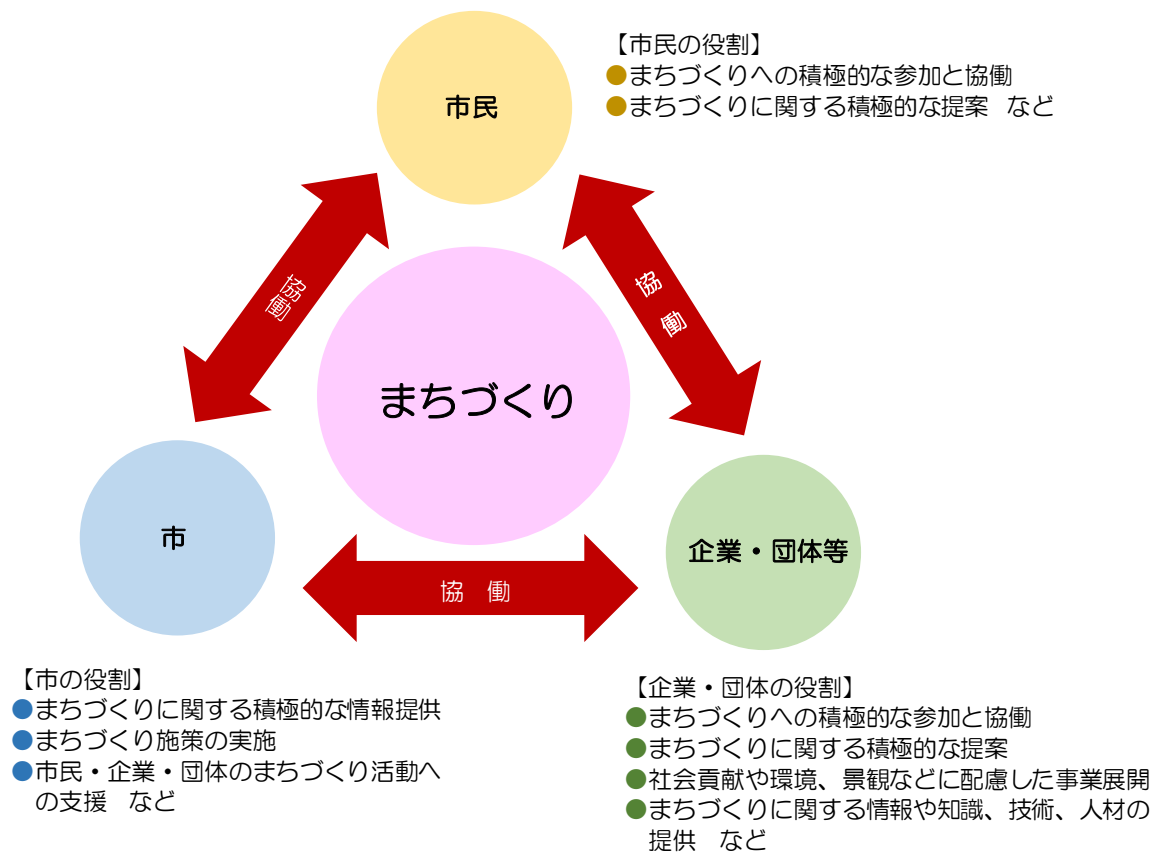 市民
【市民の役割】
●まちづくりへの積極的な参加と協働
●まちづくりに関する積極的な提案　など
協働
協働
まちづくり
市
企業・団体等
協　働
【市の役割】
●まちづくりに関する積極的な情報提供
●まちづくり施策の実施
●市民・企業・団体のまちづくり活動へ
の支援　など
【企業・団体の役割】
●まちづくりへの積極的な参加と協働
●まちづくりに関する積極的な提案
●社会貢献や環境、景観などに配慮した事業展開
●まちづくりに関する情報や知識、技術、人材の
提供　など